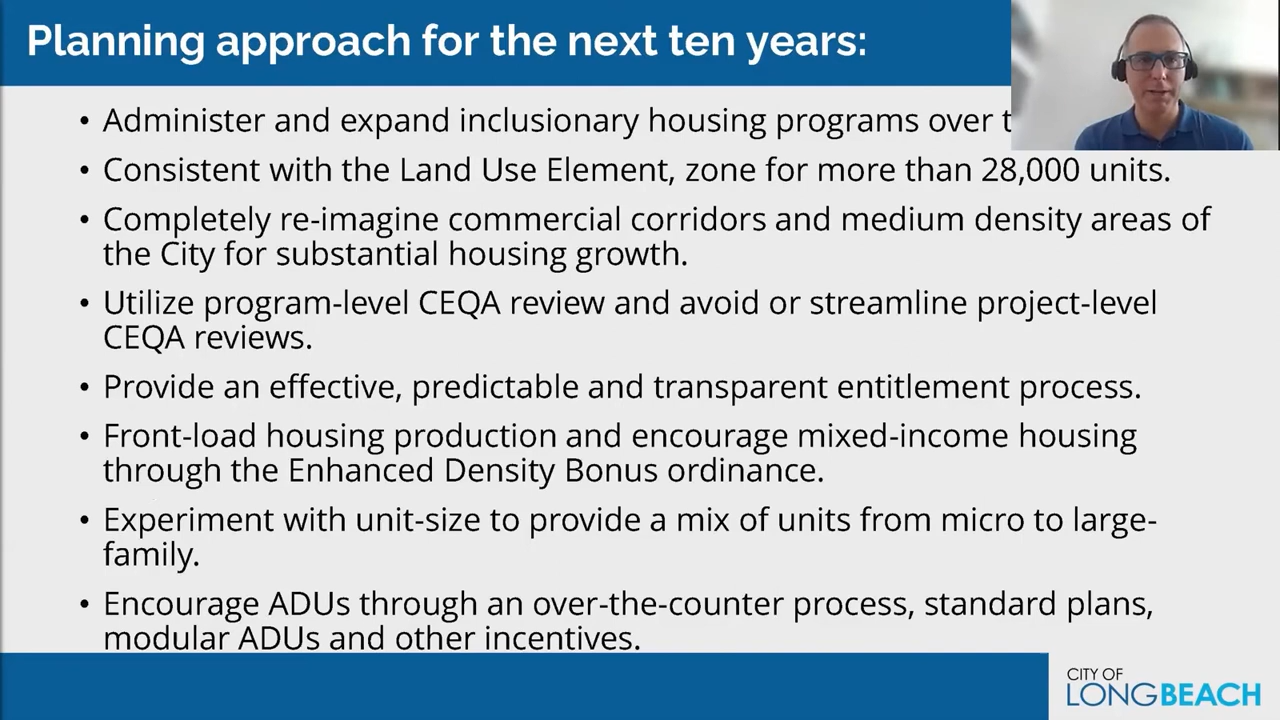 Planning approach for the next ten years:
• Administer and expand inclusionary housing programs over
• Consistent with the Land Use Element, zone for more than 28,000 units.
• Completely re-imagine commercial corridors and medium density areas of
the City for substantial housing growth.
• Utilize program-level CEQA review and avoid or streamline project-level
CEQA reviews.
• Provide an effective, predictable and transparent entitlement process.
• Front-load housing production and encourage mixed-income housing
through the Enhanced Density Bonus ordinance.
• Experiment with unit-size to provide a mix of units from micro to large-
family.
• Encourage ADUs through an over-the-counter process, standard plans,
modular ADUs and other incentives.
CITY OF
LONGBEACH